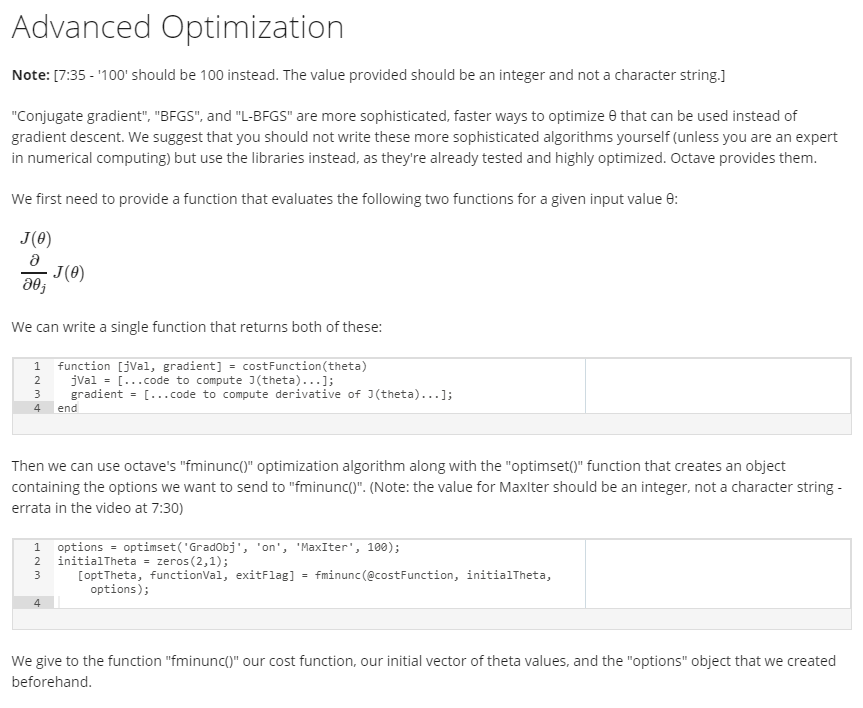 Advanced Optimization
Note: [7:35 - '100' should be 100 instead. The value provided should be an integer and not a character string.]
"Conjugate gradient", "BFGS", and "L-BFGS" are more sophisticated, faster ways to optimize θ that can be used instead of
gradient descent. We suggest that you should not write these more sophisticated algorithms yourself (unless you are an expert
in numerical computing) but use the libraries instead, as they're already tested and highly optimized. Octave provides them.
We first need to provide a function that evaluates the following two functions for a given input value θ:
J(θ)
∂
∂θj J(θ)
We can write a single function that returns both of these:
1 function [jVal, gradient] = costFunction(theta)
2   jVal = [...code to compute J(theta)...];
3   gradient = [...code to compute derivative of J(theta)...];
4 end
Then we can use octave's "fminunc()" optimization algorithm along with the "optimset()" function that creates an object
containing the options we want to send to "fminunc()". (Note: the value for MaxIter should be an integer, not a character string -
errata in the video at 7:30)
1 options = optimset('GradObj', 'on', 'MaxIter', 100);
2 initialTheta = zeros(2,1);
3    [optTheta, functionVal, exitFlag] = fminunc(@costFunction, initialTheta,
     options);
4
We give to the function "fminunc()" our cost function, our initial vector of theta values, and the "options" object that we created
beforehand.